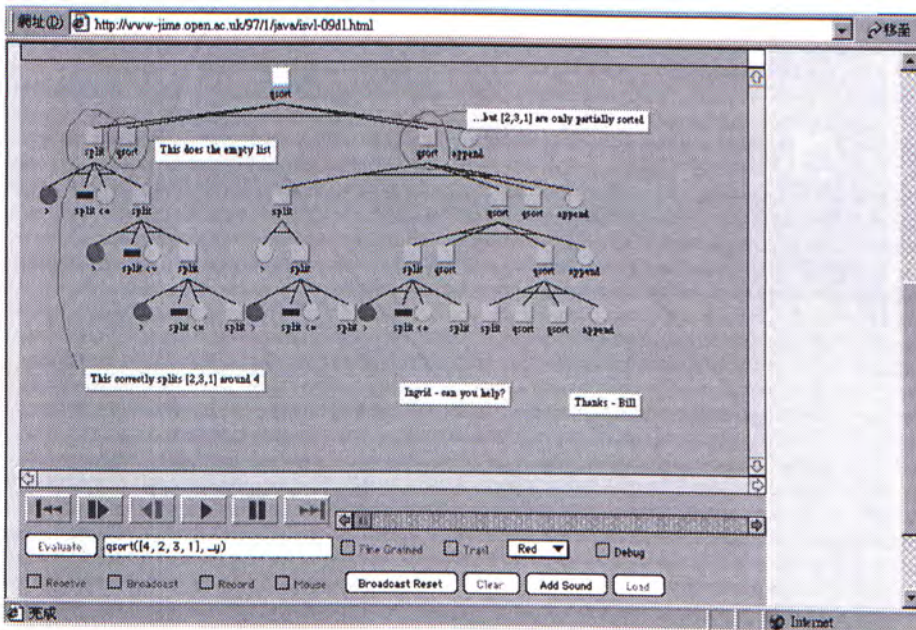 網址(D) http://www-jime.open.ac.uk/97/1/java/isvl-09d1.html 移至
qsort
...but [2,3,1] are only partially sorted
split qsort This does the empty list qsort append
> split <= split split qsort qsort append
> split <= split > split split qsort qsort append
> split <= split > split <= split > split <= split split qsort qsort append
This correctly splits [2,3,1] around 4
Ingrid - can you help?
Thanks - Bill
Evaluate qsort([4,2,3,1],_y) Fine Grained Trail Red Debug
Receive Broadcast Record Mouse Broadcast Reset Clear Add Sound Load
完成 Internet